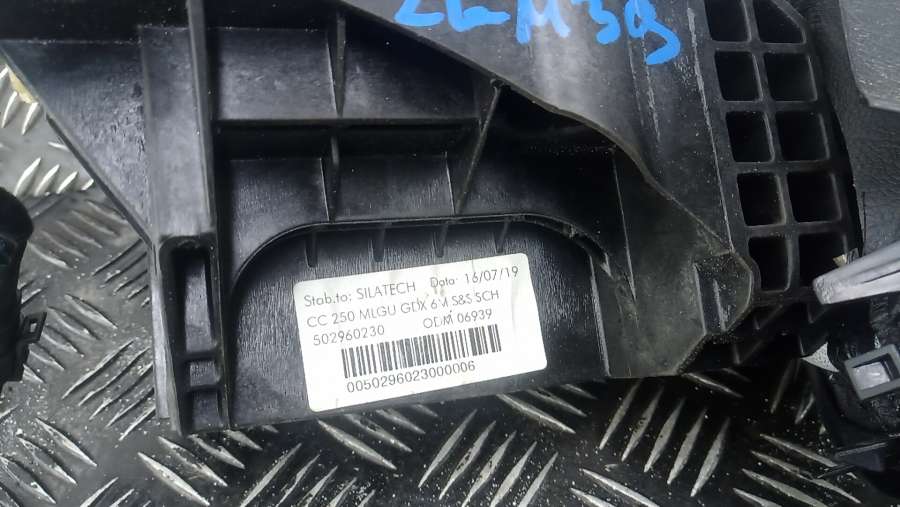 Stab.to: SILATECH Data: 16/07/19
CC 250 MLGU GDX 6M S&S SCH
502960230 ODM 06939
0050296023000006